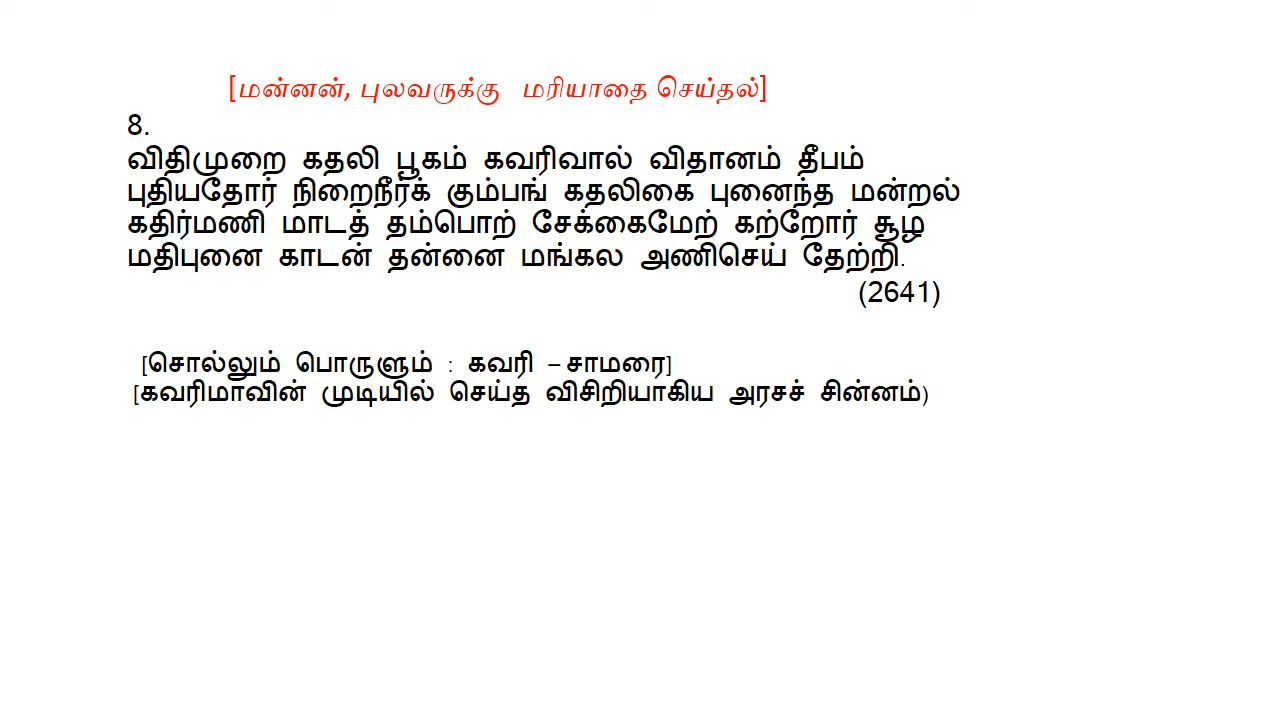 [மன்னன், புலவருக்கு மரியாதை செய்தல்]
8.
விதிமுறை கதலி பூகம் கவரிவால் விதானம் தீபம்
புதியதோர் நிறைநீர்க் கும்பங் கதலிகை புனைந்த மன்றல்
கதிர்மணி மாடத் தம்பொற் சேக்கைமேற் கற்றோர் சூழ
மதிபுனை காடன் தன்னை மங்கல அணிசெய் தேற்றி.
(2641)
[சொல்லும் பொருளும் : கவரி –சாமரை]
[கவரிமாவின் முடியில் செய்த விசிறியாகிய அரசச் சின்னம்)